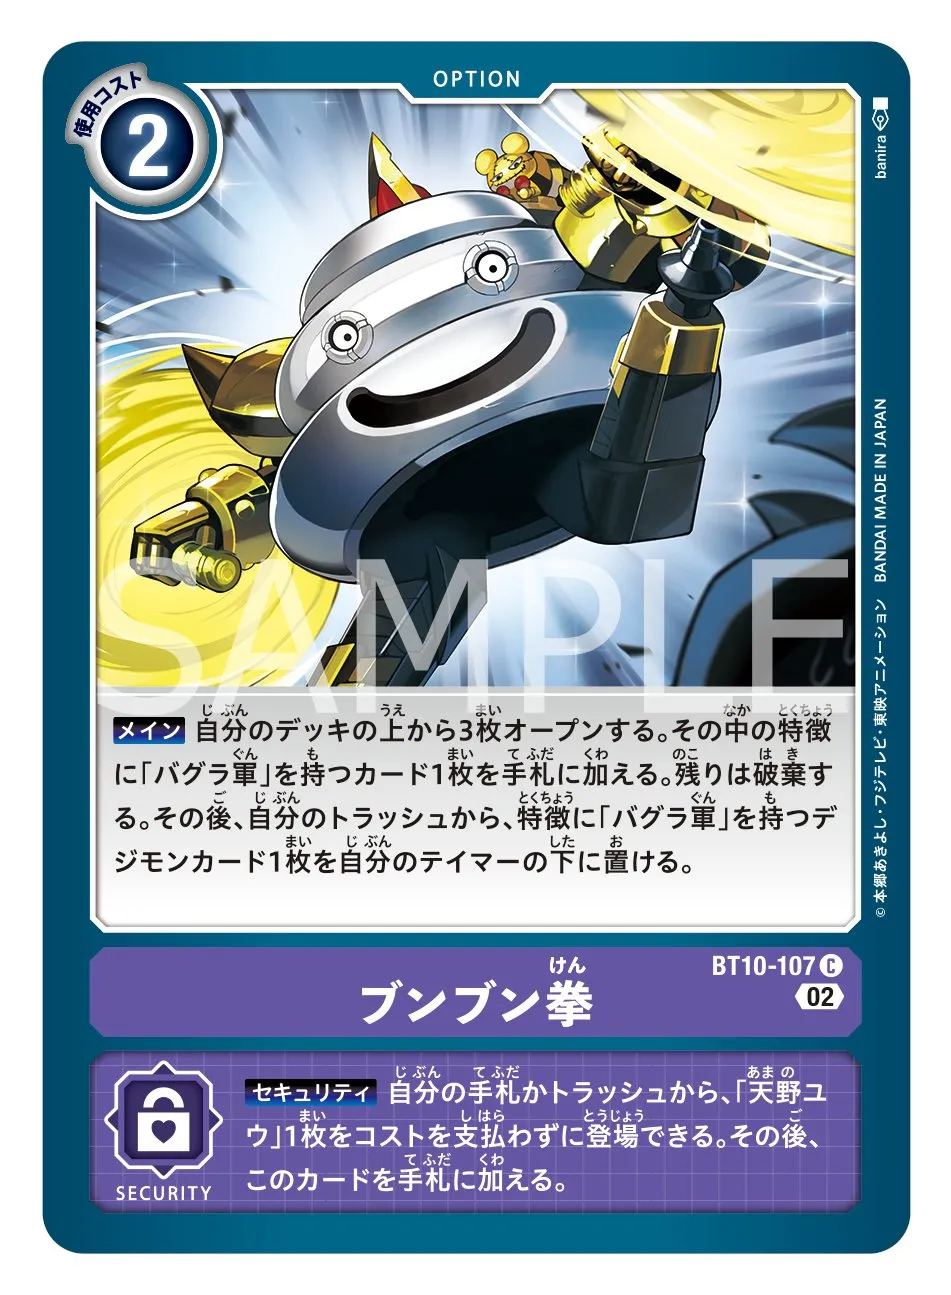 OPTION
使用コスト
2
banira
SAMPLE
メイン 自分のデッキの上から3枚オープンする。その中の特徴
に「バグラ軍」を持つカード1枚を手札に加える。残りは破棄す
る。その後、自分のトラッシュから、特徴に「バグラ軍」を持つデ
ジモンカード1枚を自分のテイマーの下に置ける。
© 本郷あきよし・フジテレビ・東映アニメーション BANDAI MADE IN JAPAN
BT10-107 C
02
けん
ブンブン拳
セキュリティ 自分の手札かトラッシュから、「天野ユ
ウ」1枚をコストを支払わずに登場できる。その後、
このカードを手札に加える。
SECURITY